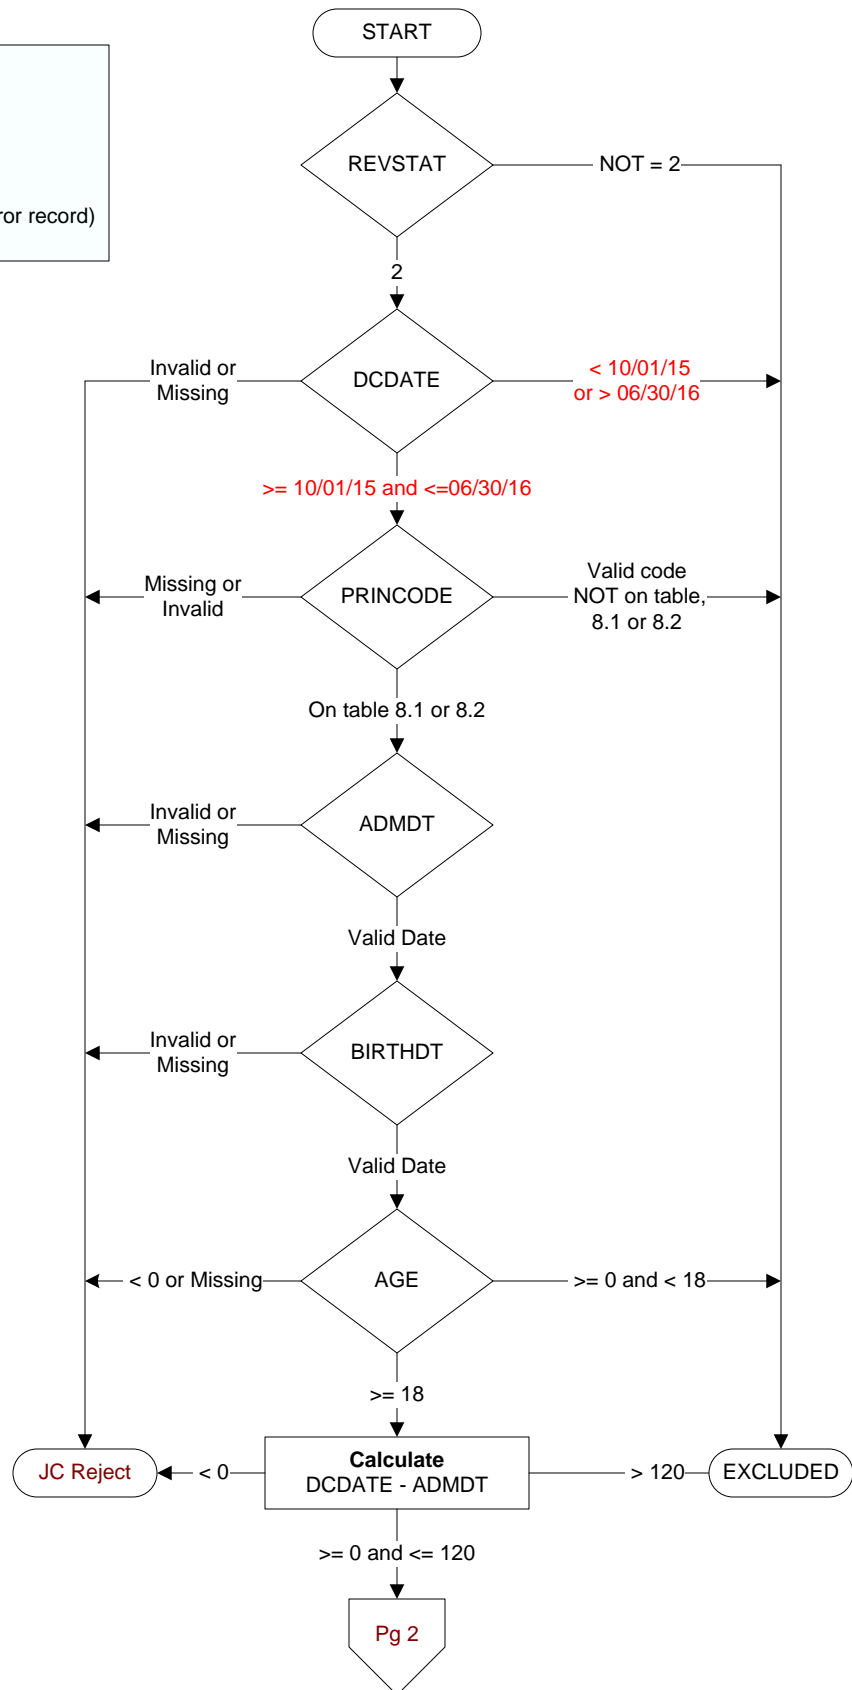 START
ror record)
REVSTAT
NOT = 2
2
Invalid or
Missing
DCDATE
< 10/01/15
or > 06/30/16
>= 10/01/15 and <=06/30/16
Missing or
Invalid
PRINCODE
Valid code
NOT on table,
8.1 or 8.2
On table 8.1 or 8.2
Invalid or
Missing
ADMDT
Valid Date
Invalid or
Missing
BIRTHDT
Valid Date
< 0 or Missing
AGE
>= 0 and < 18
>= 18
JC Reject
< 0
Calculate
DCDATE - ADMDT
> 120
EXCLUDED
>= 0 and <= 120
Pg 2